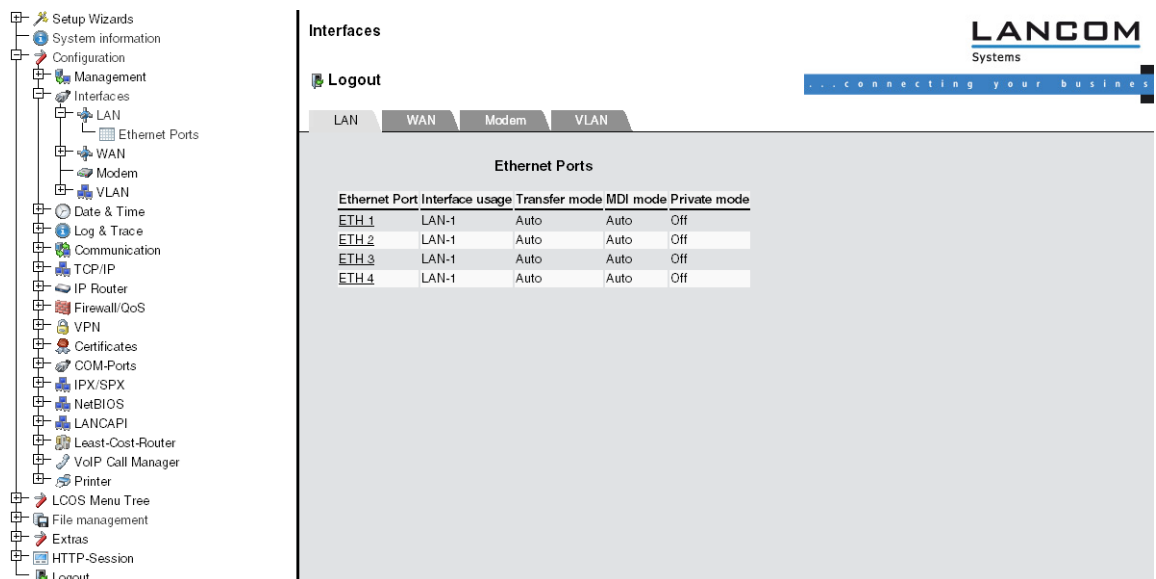 Setup Wizards
System information
Configuration
Management
Interfaces
LAN
Ethernet Ports
WAN
Modem
VLAN
Date & Time
Log & Trace
Communication
TCP/IP
IP Router
Firewall/QoS
VPN
Certificates
COM-Ports
IPX/SPX
NetBIOS
LANCAPI
Least-Cost-Router
VoIP Call Manager
Printer
LCOS Menu Tree
File management
Extras
HTTP-Session
Logout
Interfaces
LANCOM
Systems
Logout
...connecting your busines
LAN WAN Modem VLAN
Ethernet Ports
Ethernet Port Interface usage Transfer mode MDI mode Private mode
ETH 1 LAN-1 Auto Auto Off
ETH 2 LAN-1 Auto Auto Off
ETH 3 LAN-1 Auto Auto Off
ETH 4 LAN-1 Auto Auto Off